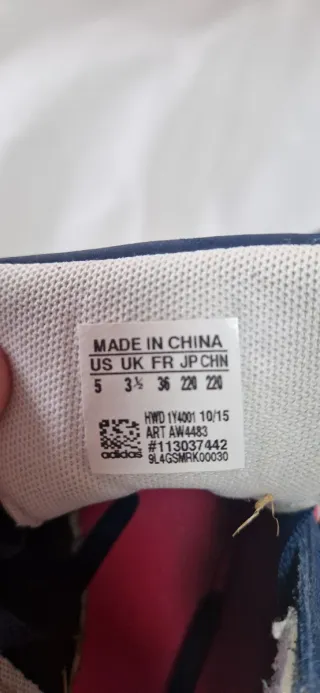 MADE IN CHINA
US UK FR JP CHN
5 3½ 36 220 220
HWD 1Y4001 10/15
ART AW4483
#113037442
adidas 9L4GSMRK00030